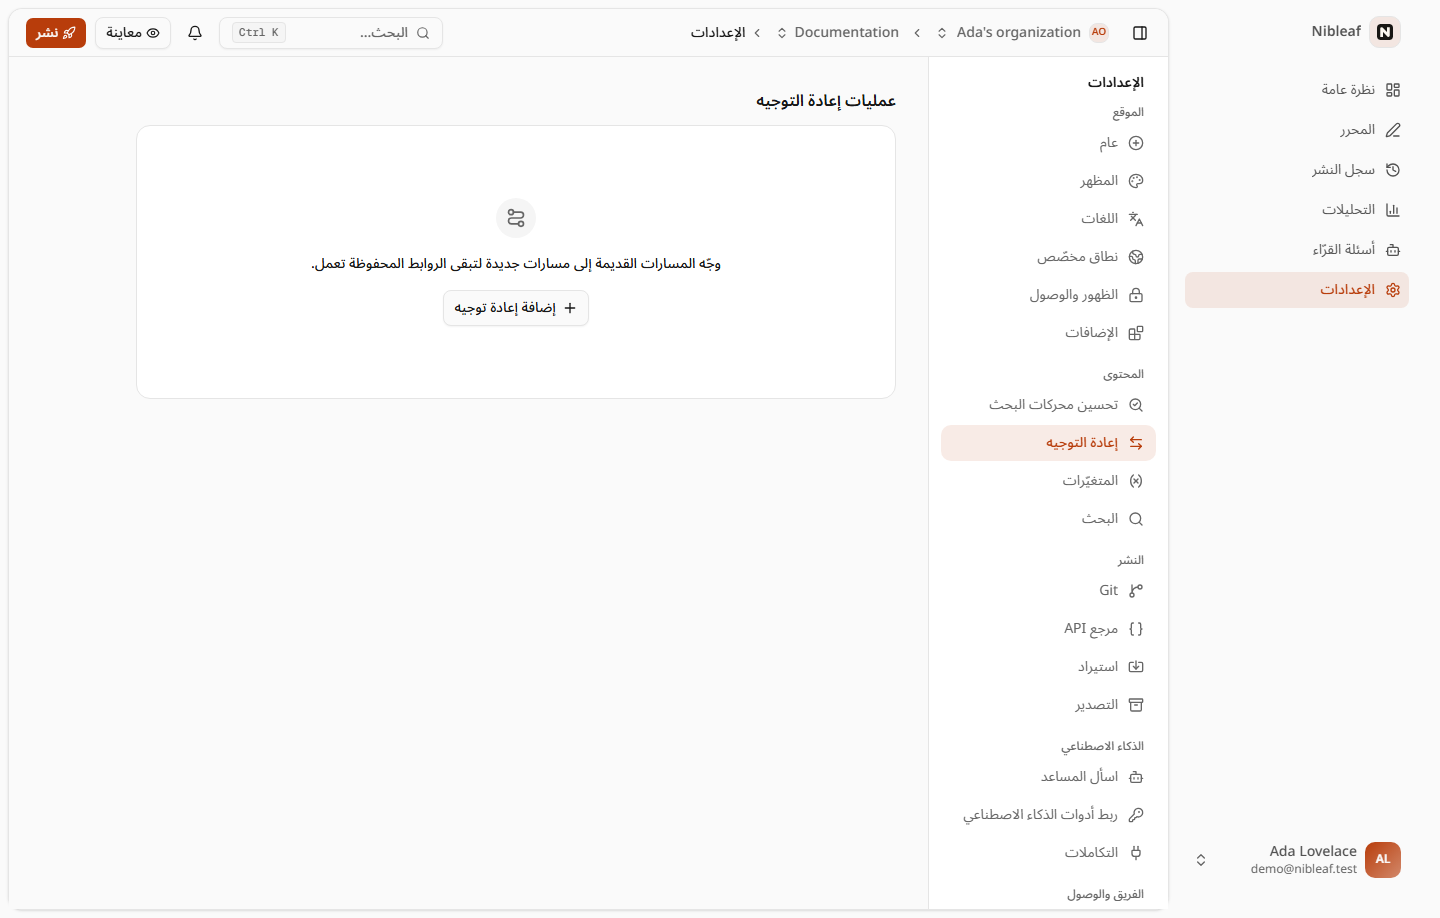 Nibleaf
نظرة عامة
المحرر
سجل النشر
التحليلات
أسئلة القرّاء
الإعدادات
Ada Lovelace
demo@nibleaf.test
AL
AO Ada's organization
Documentation
الإعدادات
البحث...
Ctrl K
معاينة
نشر
الإعدادات
الموقع
عام
المظهر
اللغات
نطاق مخصّص
الظهور والوصول
الإضافات
المحتوى
تحسين محركات البحث
إعادة التوجيه
المتغيّرات
البحث
النشر
Git
مرجع API
استيراد
التصدير
الذكاء الاصطناعي
اسأل المساعد
ربط أدوات الذكاء الاصطناعي
التكاملات
الفريق والوصول
عمليات إعادة التوجيه
وجّه المسارات القديمة إلى مسارات جديدة لتبقى الروابط المحفوظة تعمل.
إضافة إعادة توجيه